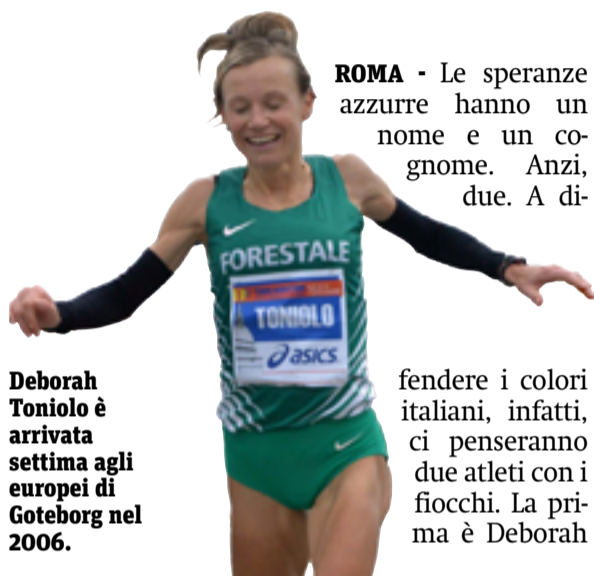 ROMA - Le speranze
azzurre hanno un
nome e un co-
gnome. Anzi,
due. A di-
FORESTALE
TONIOLO
asics
Deborah
Toniolo è
arrivata
settima agli
europei di
Goteborg nel
2006.
fendere i colori
italiani, infatti,
ci penseranno
due atleti con i
fiocchi. La pri-
ma è Deborah